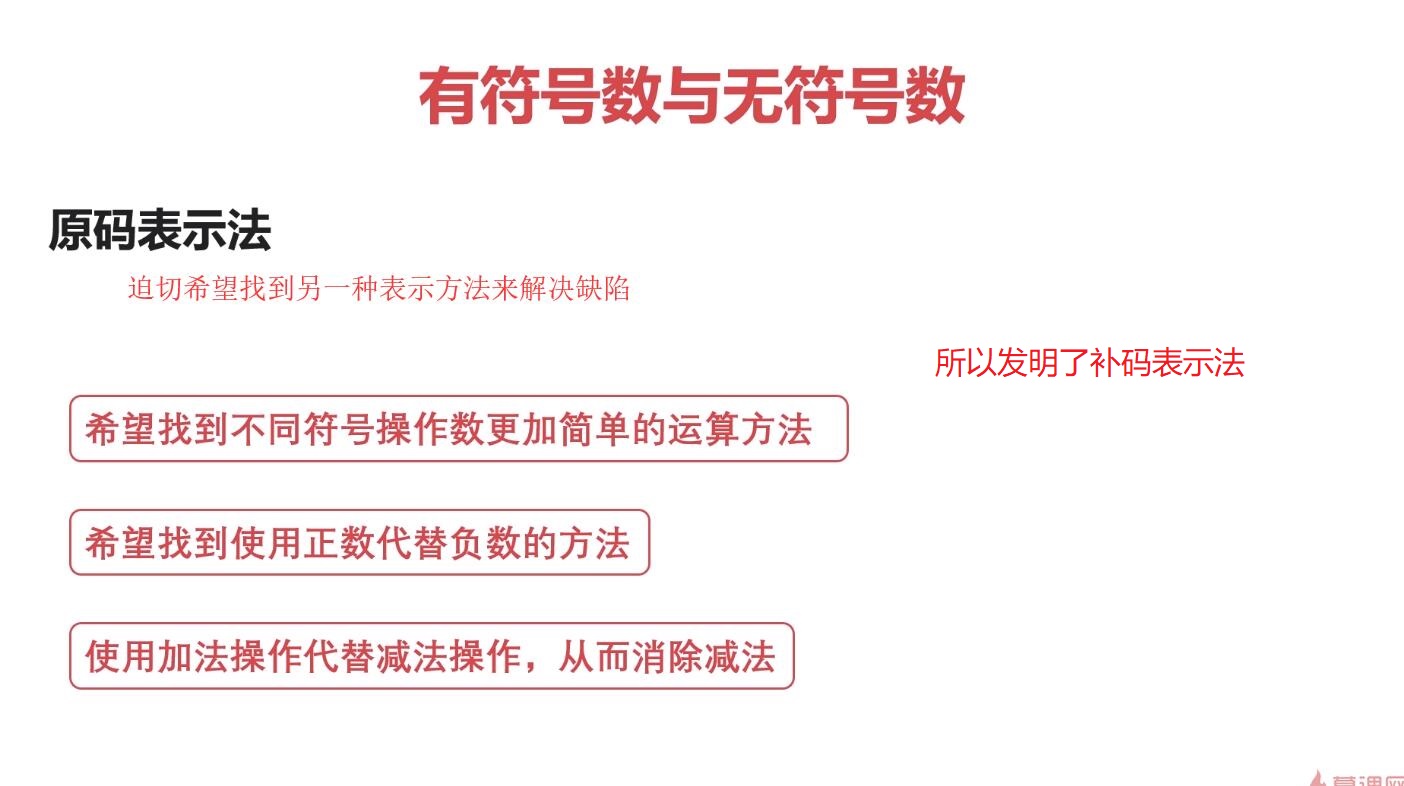 有符号数与无符号数
原码表示法
迫切希望找到另一种表示方法来解决缺陷
所以发明了补码表示法
希望找到不同符号操作数更加简单的运算方法
希望找到使用正数代替负数的方法
使用加法操作代替减法操作，从而消除减法
慕课网